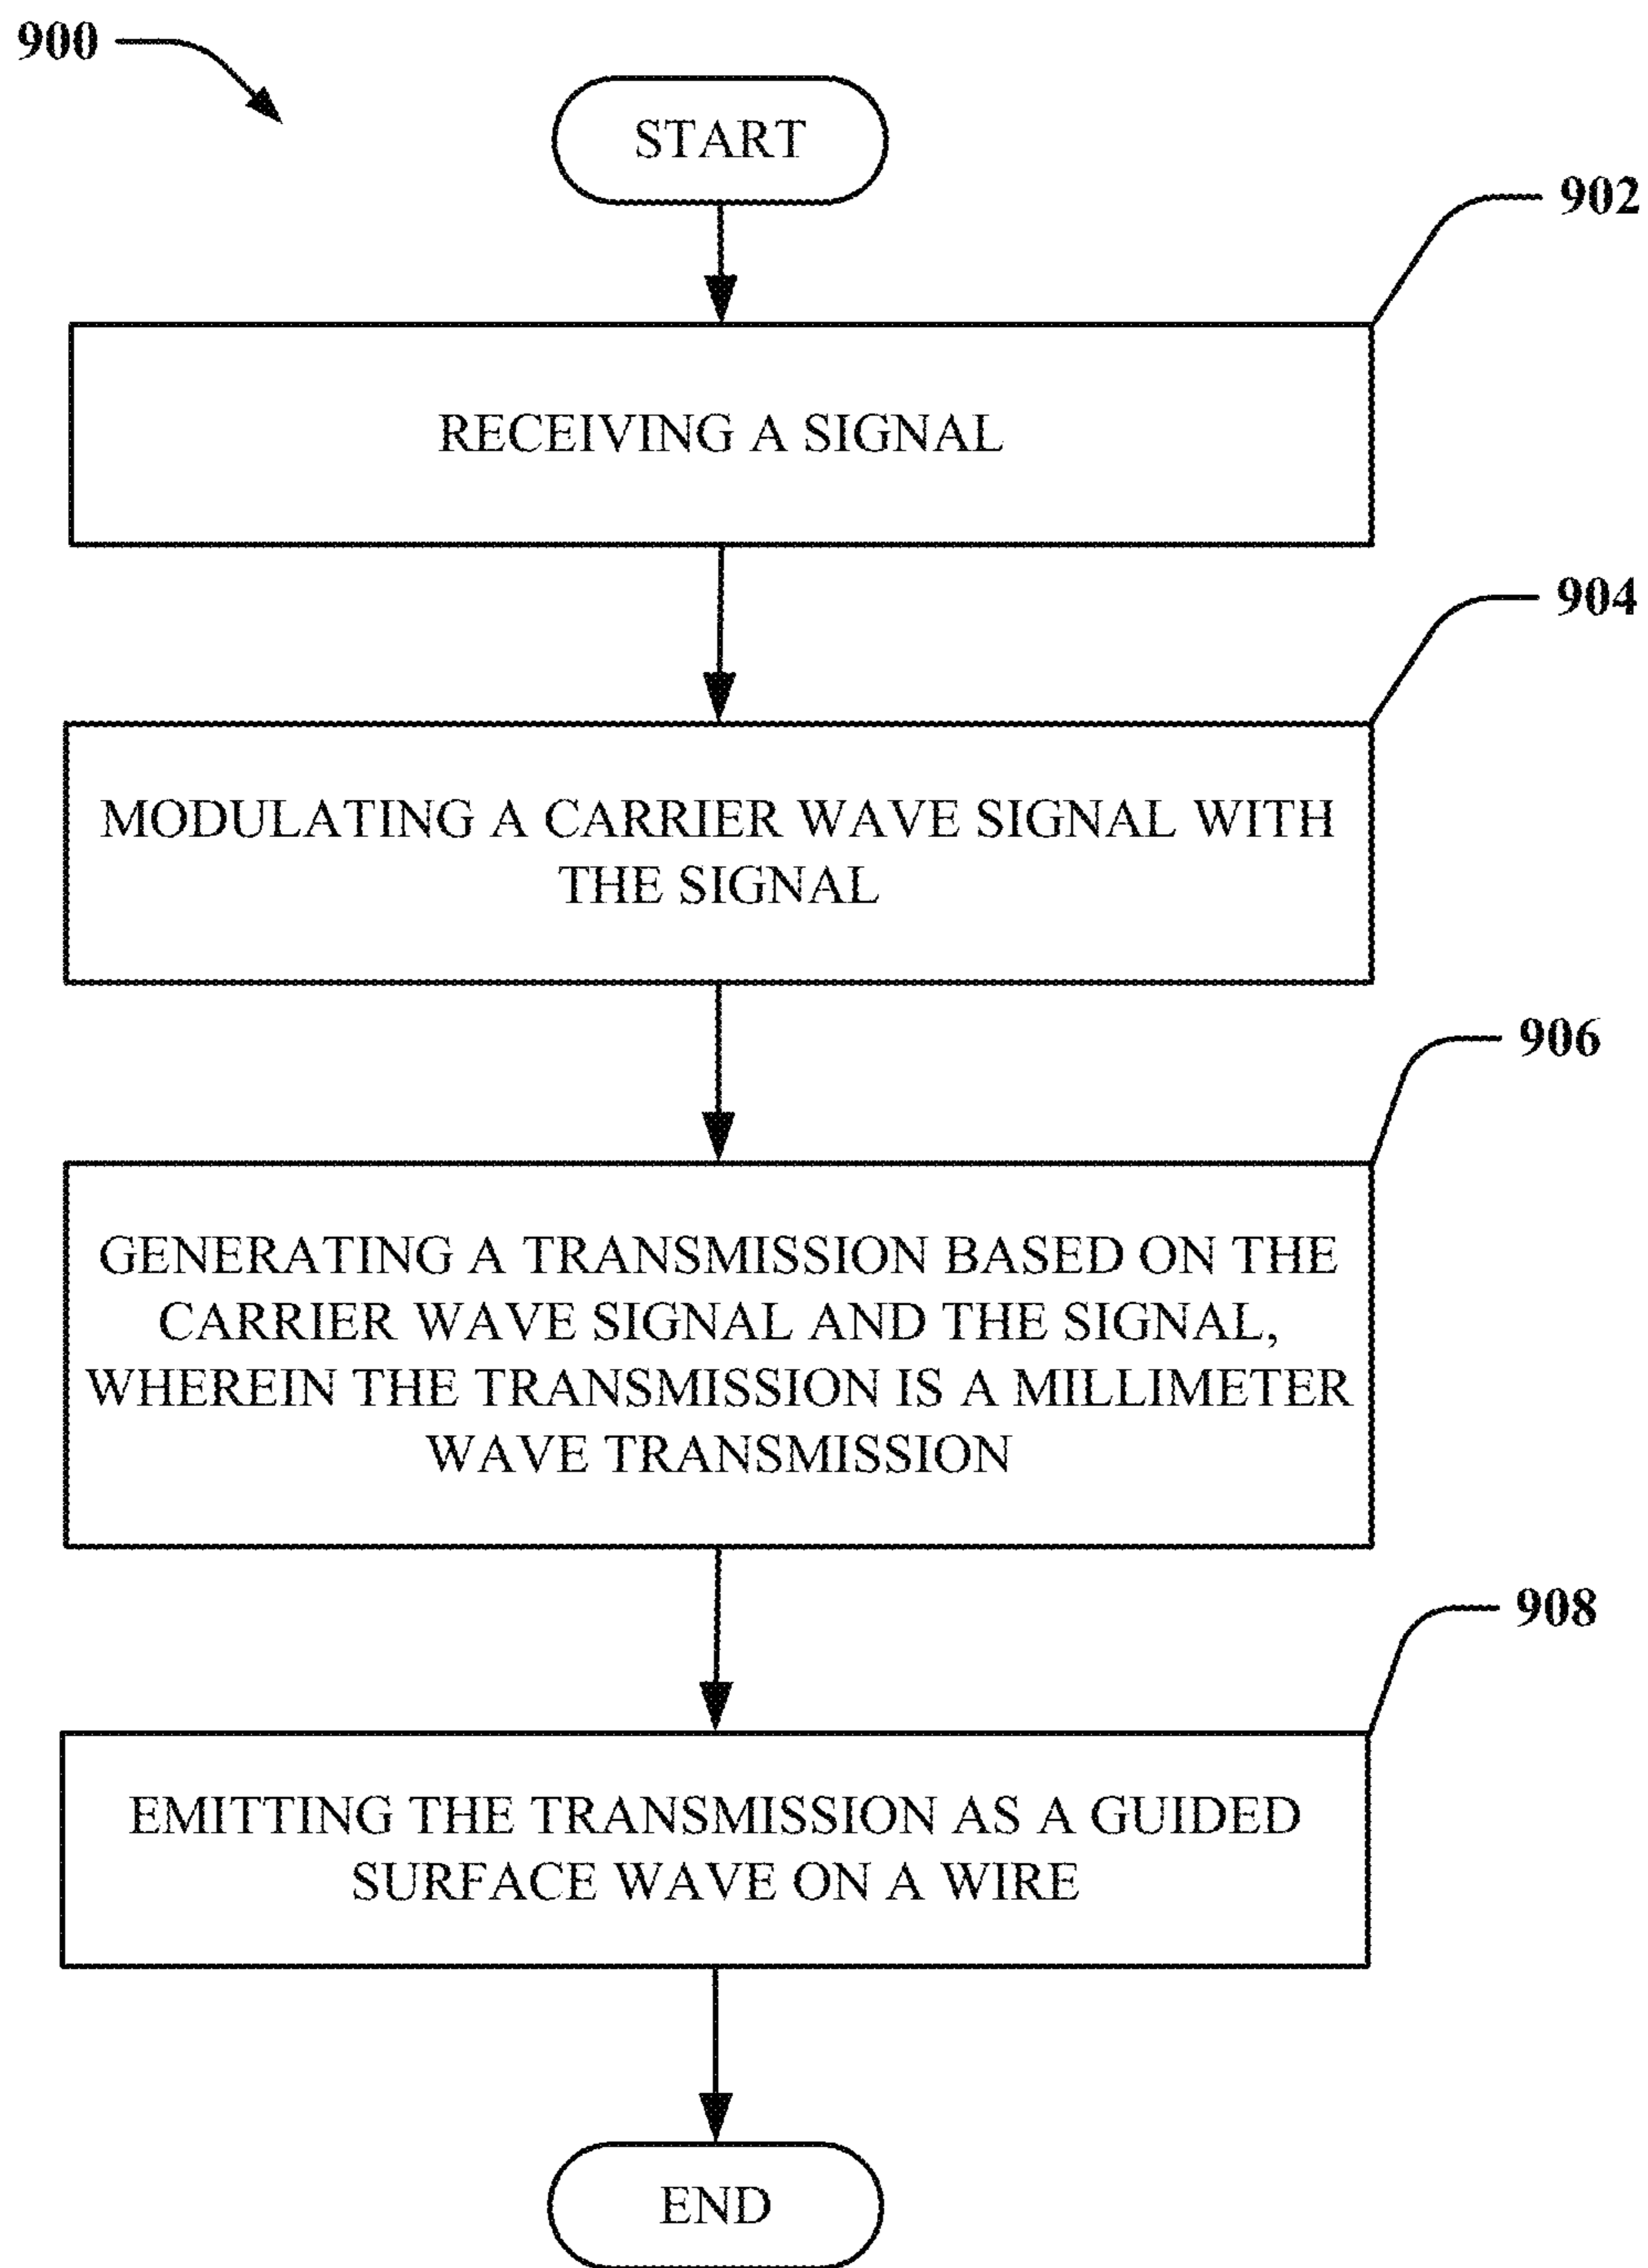 900
START
902
RECEIVING A SIGNAL
904
MODULATING A CARRIER WAVE SIGNAL WITH
THE SIGNAL
906
GENERATING A TRANSMISSION BASED ON THE
CARRIER WAVE SIGNAL AND THE SIGNAL,
WHEREIN THE TRANSMISSION IS A MILLIMETER
WAVE TRANSMISSION
908
EMITTING THE TRANSMISSION AS A GUIDED
SURFACE WAVE ON A WIRE
END